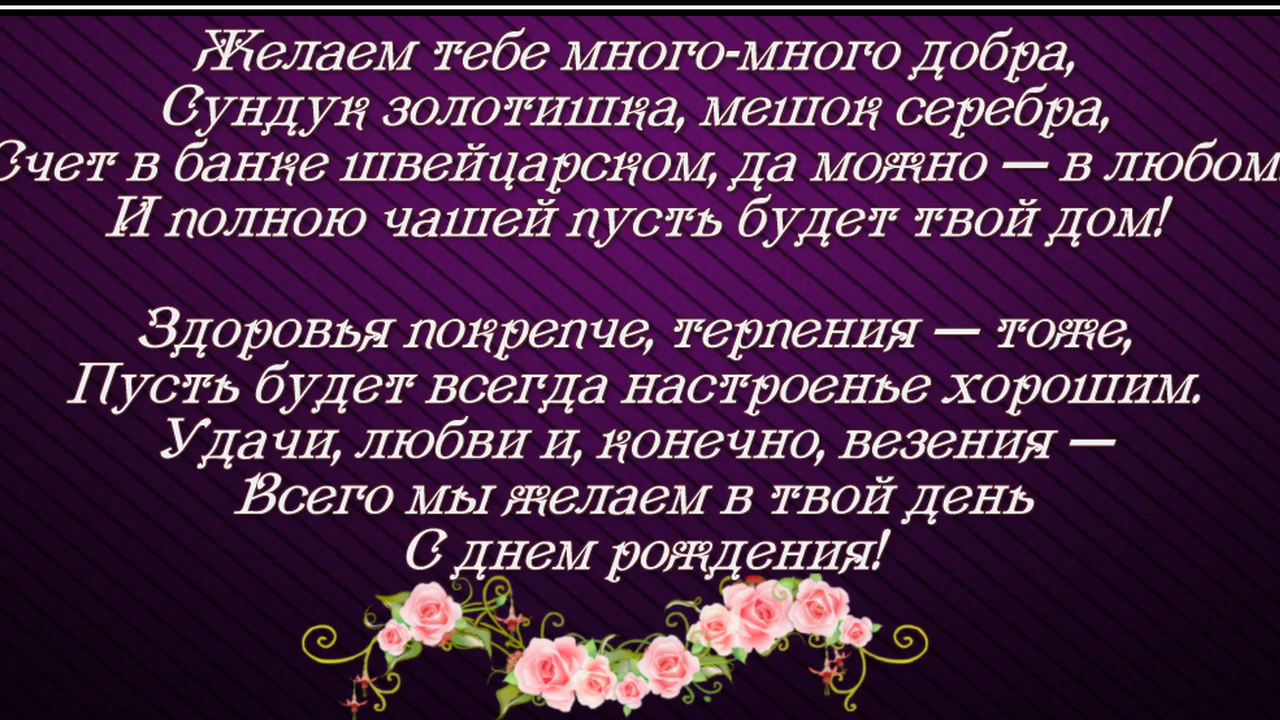 Желаем тебе много-много добра,
Сундук золотишка, мешок серебра,
Счет в банке швейцарском, да можно — в любом.
И полною чашей пусть будет твой дом!
Здоровья покрепче, терпения — тоже,
Пусть будет всегда настроенье хорошим.
Удачи, любви и, конечно, везения —
Всего мы желаем в твой день
С днем рождения!